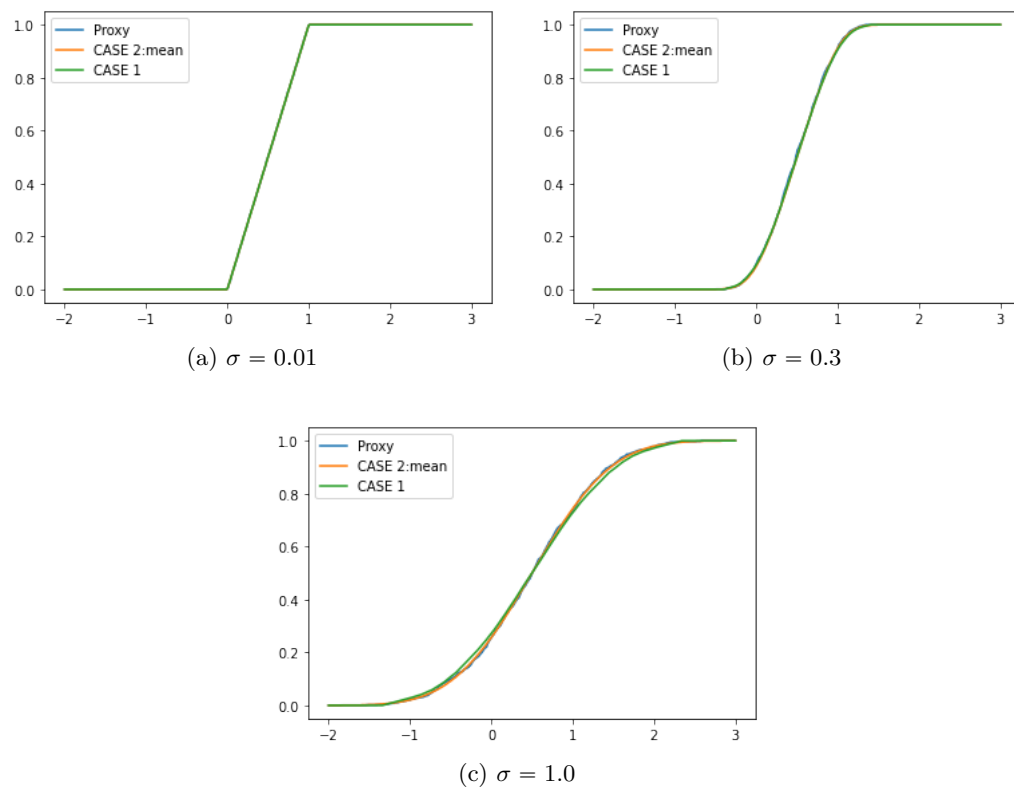 Proxy
CASE 2:mean
CASE 1
1.0
0.8
0.6
0.4
0.2
0.0
−2 −1 0 1 2 3
(a) σ = 0.01
Proxy
CASE 2:mean
CASE 1
1.0
0.8
0.6
0.4
0.2
0.0
−2 −1 0 1 2 3
(b) σ = 0.3
Proxy
CASE 2:mean
CASE 1
1.0
0.8
0.6
0.4
0.2
0.0
−2 −1 0 1 2 3
(c) σ = 1.0